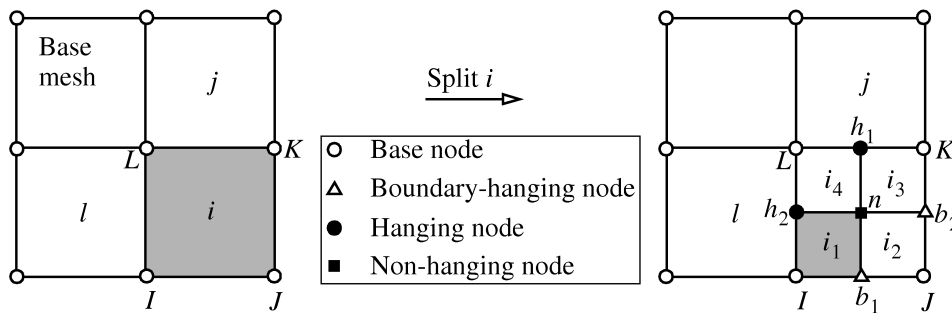 Base
mesh
j
L
K
l
i
I
J
Split i
Base node
Boundary-hanging node
Hanging node
Non-hanging node
j
h1
L
K
i4
i3
l
h2
n
b2
i1
i2
I
b1
J